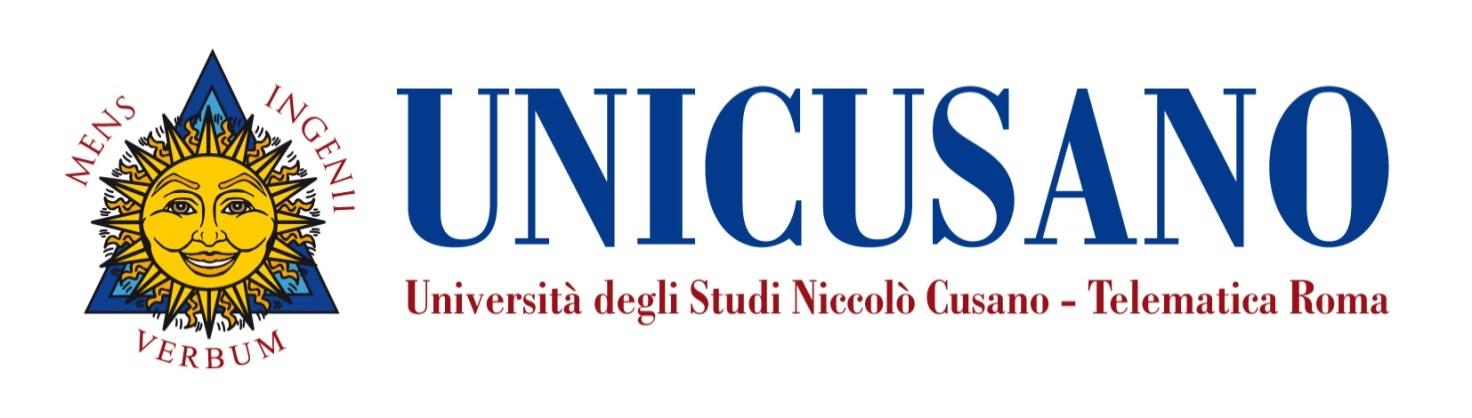 MENS
INGENII
VERBUM
UNICUSANO
Università degli Studi Niccolò Cusano - Telematica Roma